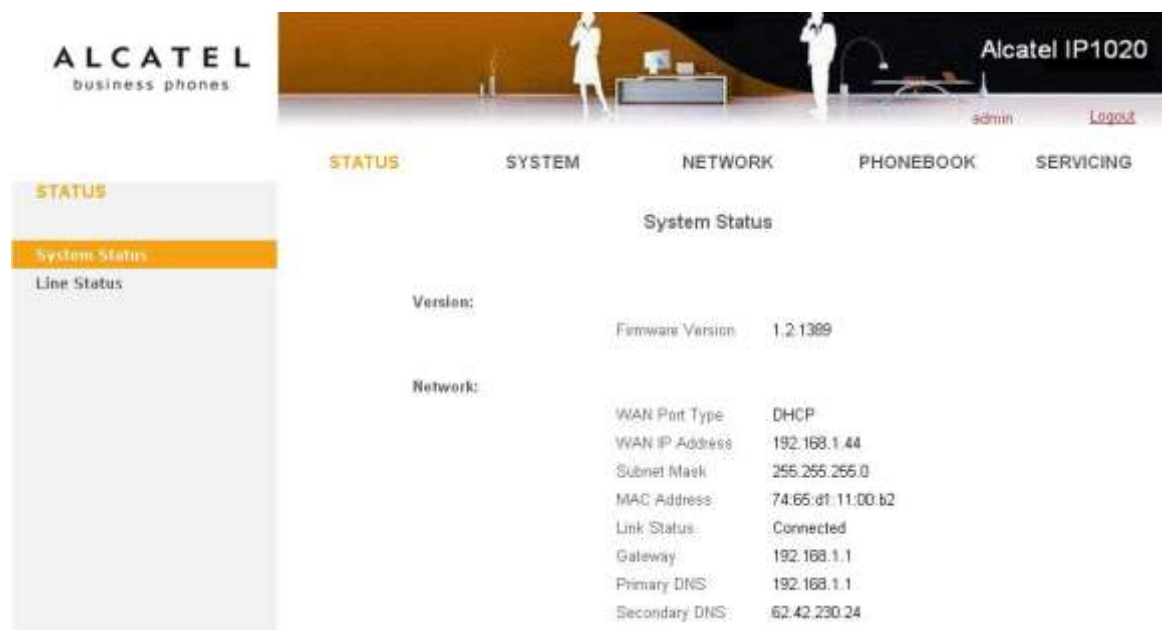 ALCATEL
business phones
Alcatel IP1020
admin Logout
STATUS SYSTEM NETWORK PHONEBOOK SERVICING
STATUS
System Status
System Status
Line Status
Version:
Firmware Version 1.2.1389
Network:
WAN Port Type DHCP
WAN IP Address 192.168.1.44
Subnet Mask 255.255.255.0
MAC Address 74:65:d1:11:00:b2
Link Status Connected
Gateway 192.168.1.1
Primary DNS 192.168.1.1
Secondary DNS 62.42.230.24